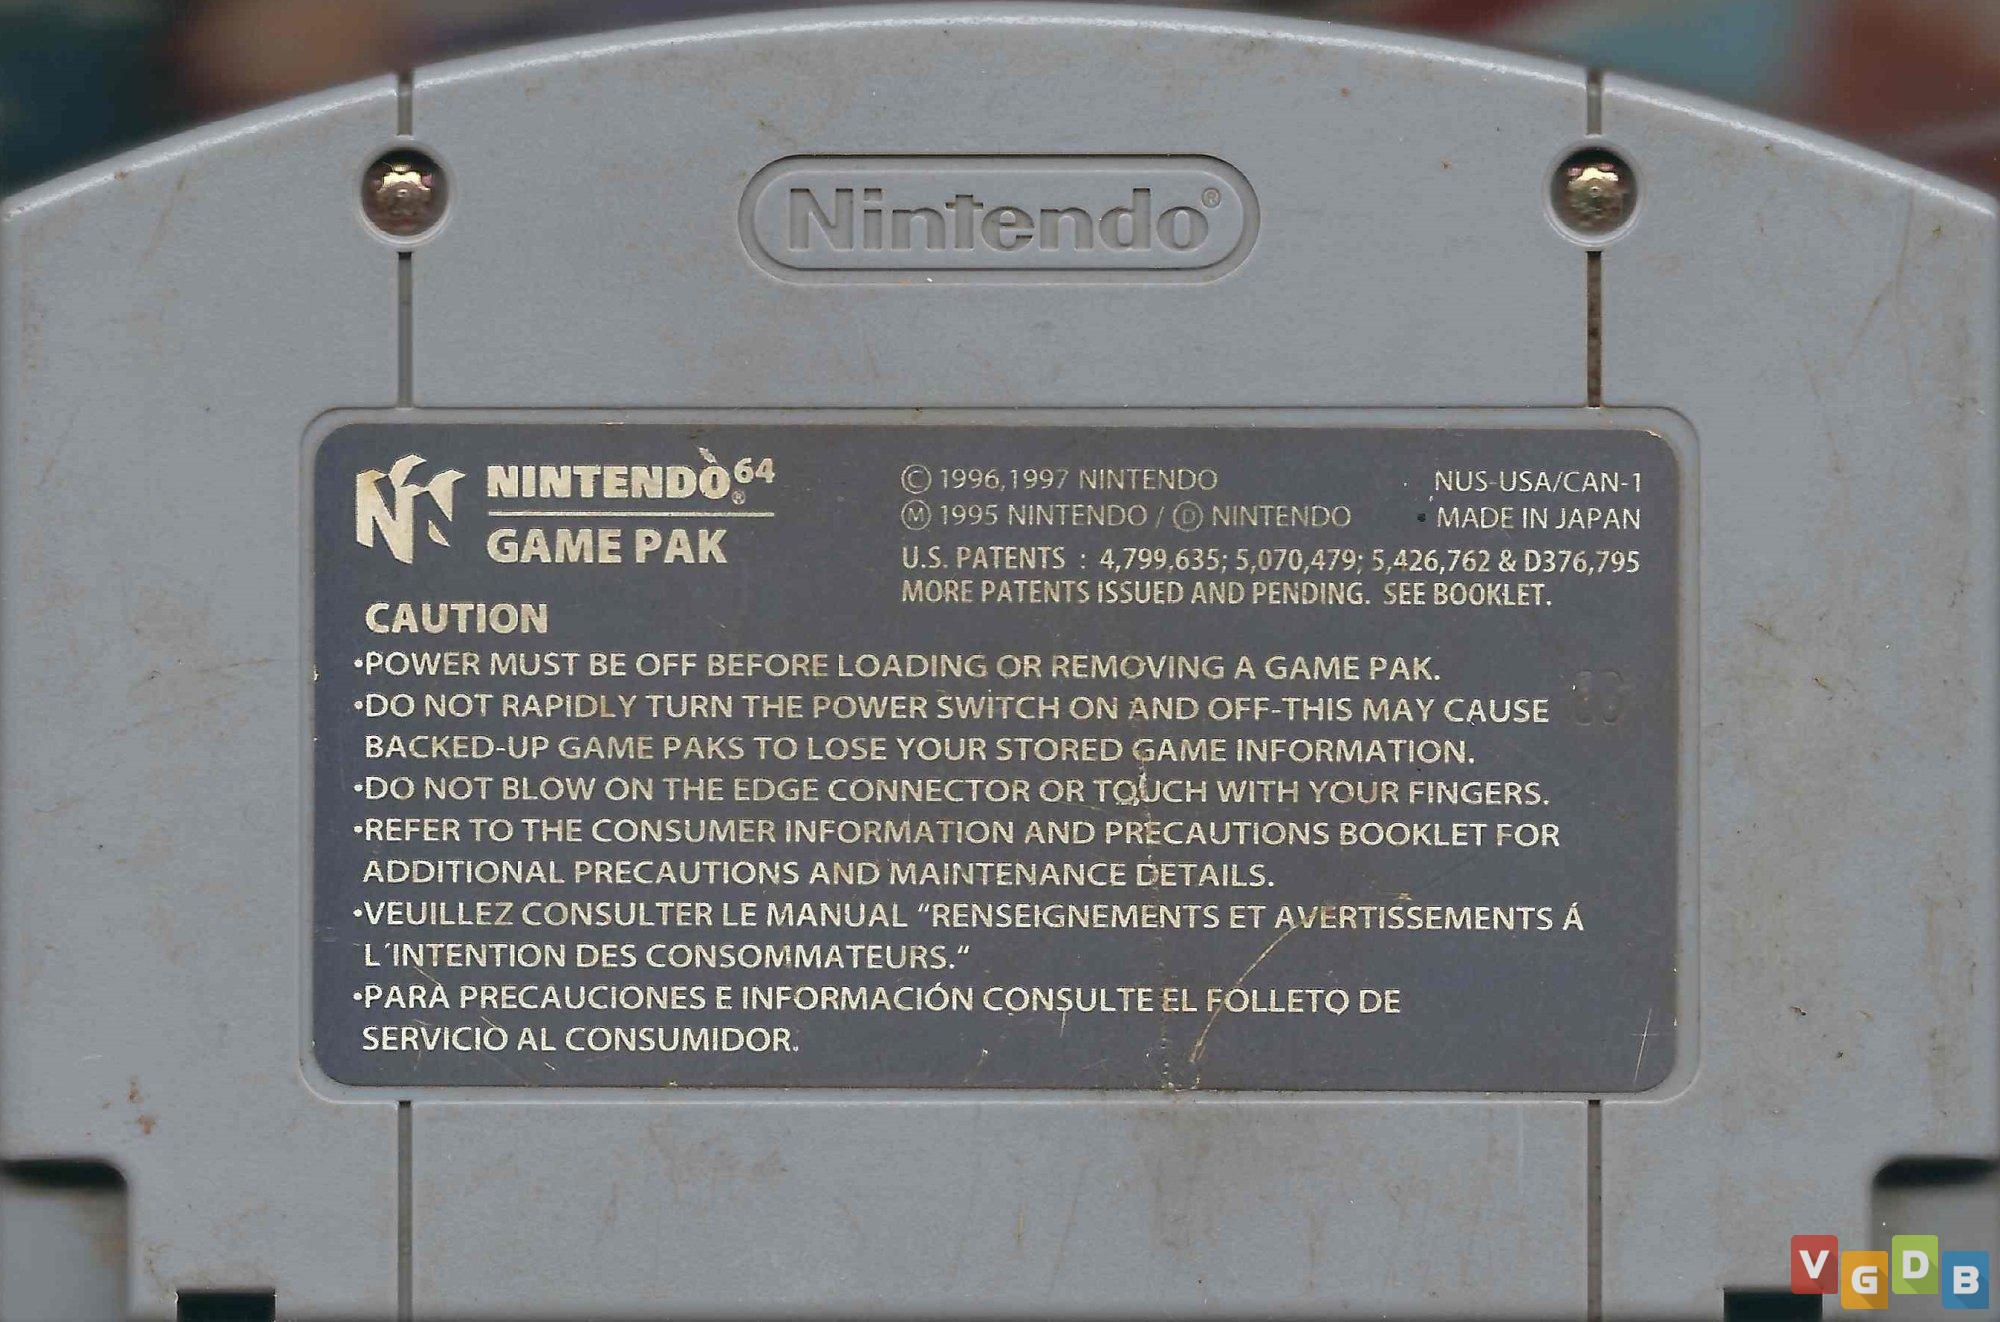 Nintendo®
NINTENDO64®
GAME PAK
© 1996,1997 NINTENDO
Ⓜ 1995 NINTENDO / Ⓓ NINTENDO
NUS-USA/CAN-1
MADE IN JAPAN
U.S. PATENTS : 4,799,635; 5,070,479; 5,426,762 & D376,795
MORE PATENTS ISSUED AND PENDING. SEE BOOKLET.
CAUTION
•POWER MUST BE OFF BEFORE LOADING OR REMOVING A GAME PAK.
•DO NOT RAPIDLY TURN THE POWER SWITCH ON AND OFF-THIS MAY CAUSE
BACKED-UP GAME PAKS TO LOSE YOUR STORED GAME INFORMATION.
•DO NOT BLOW ON THE EDGE CONNECTOR OR TOUCH WITH YOUR FINGERS.
•REFER TO THE CONSUMER INFORMATION AND PRECAUTIONS BOOKLET FOR
ADDITIONAL PRECAUTIONS AND MAINTENANCE DETAILS.
•VEUILLEZ CONSULTER LE MANUAL "RENSEIGNEMENTS ET AVERTISSEMENTS Á
L'INTENTION DES CONSOMMATEURS."
•PARA PRECAUCIONES E INFORMACIÓN CONSULTE EL FOLLETO DE
SERVICIO AL CONSUMIDOR.
VGDB